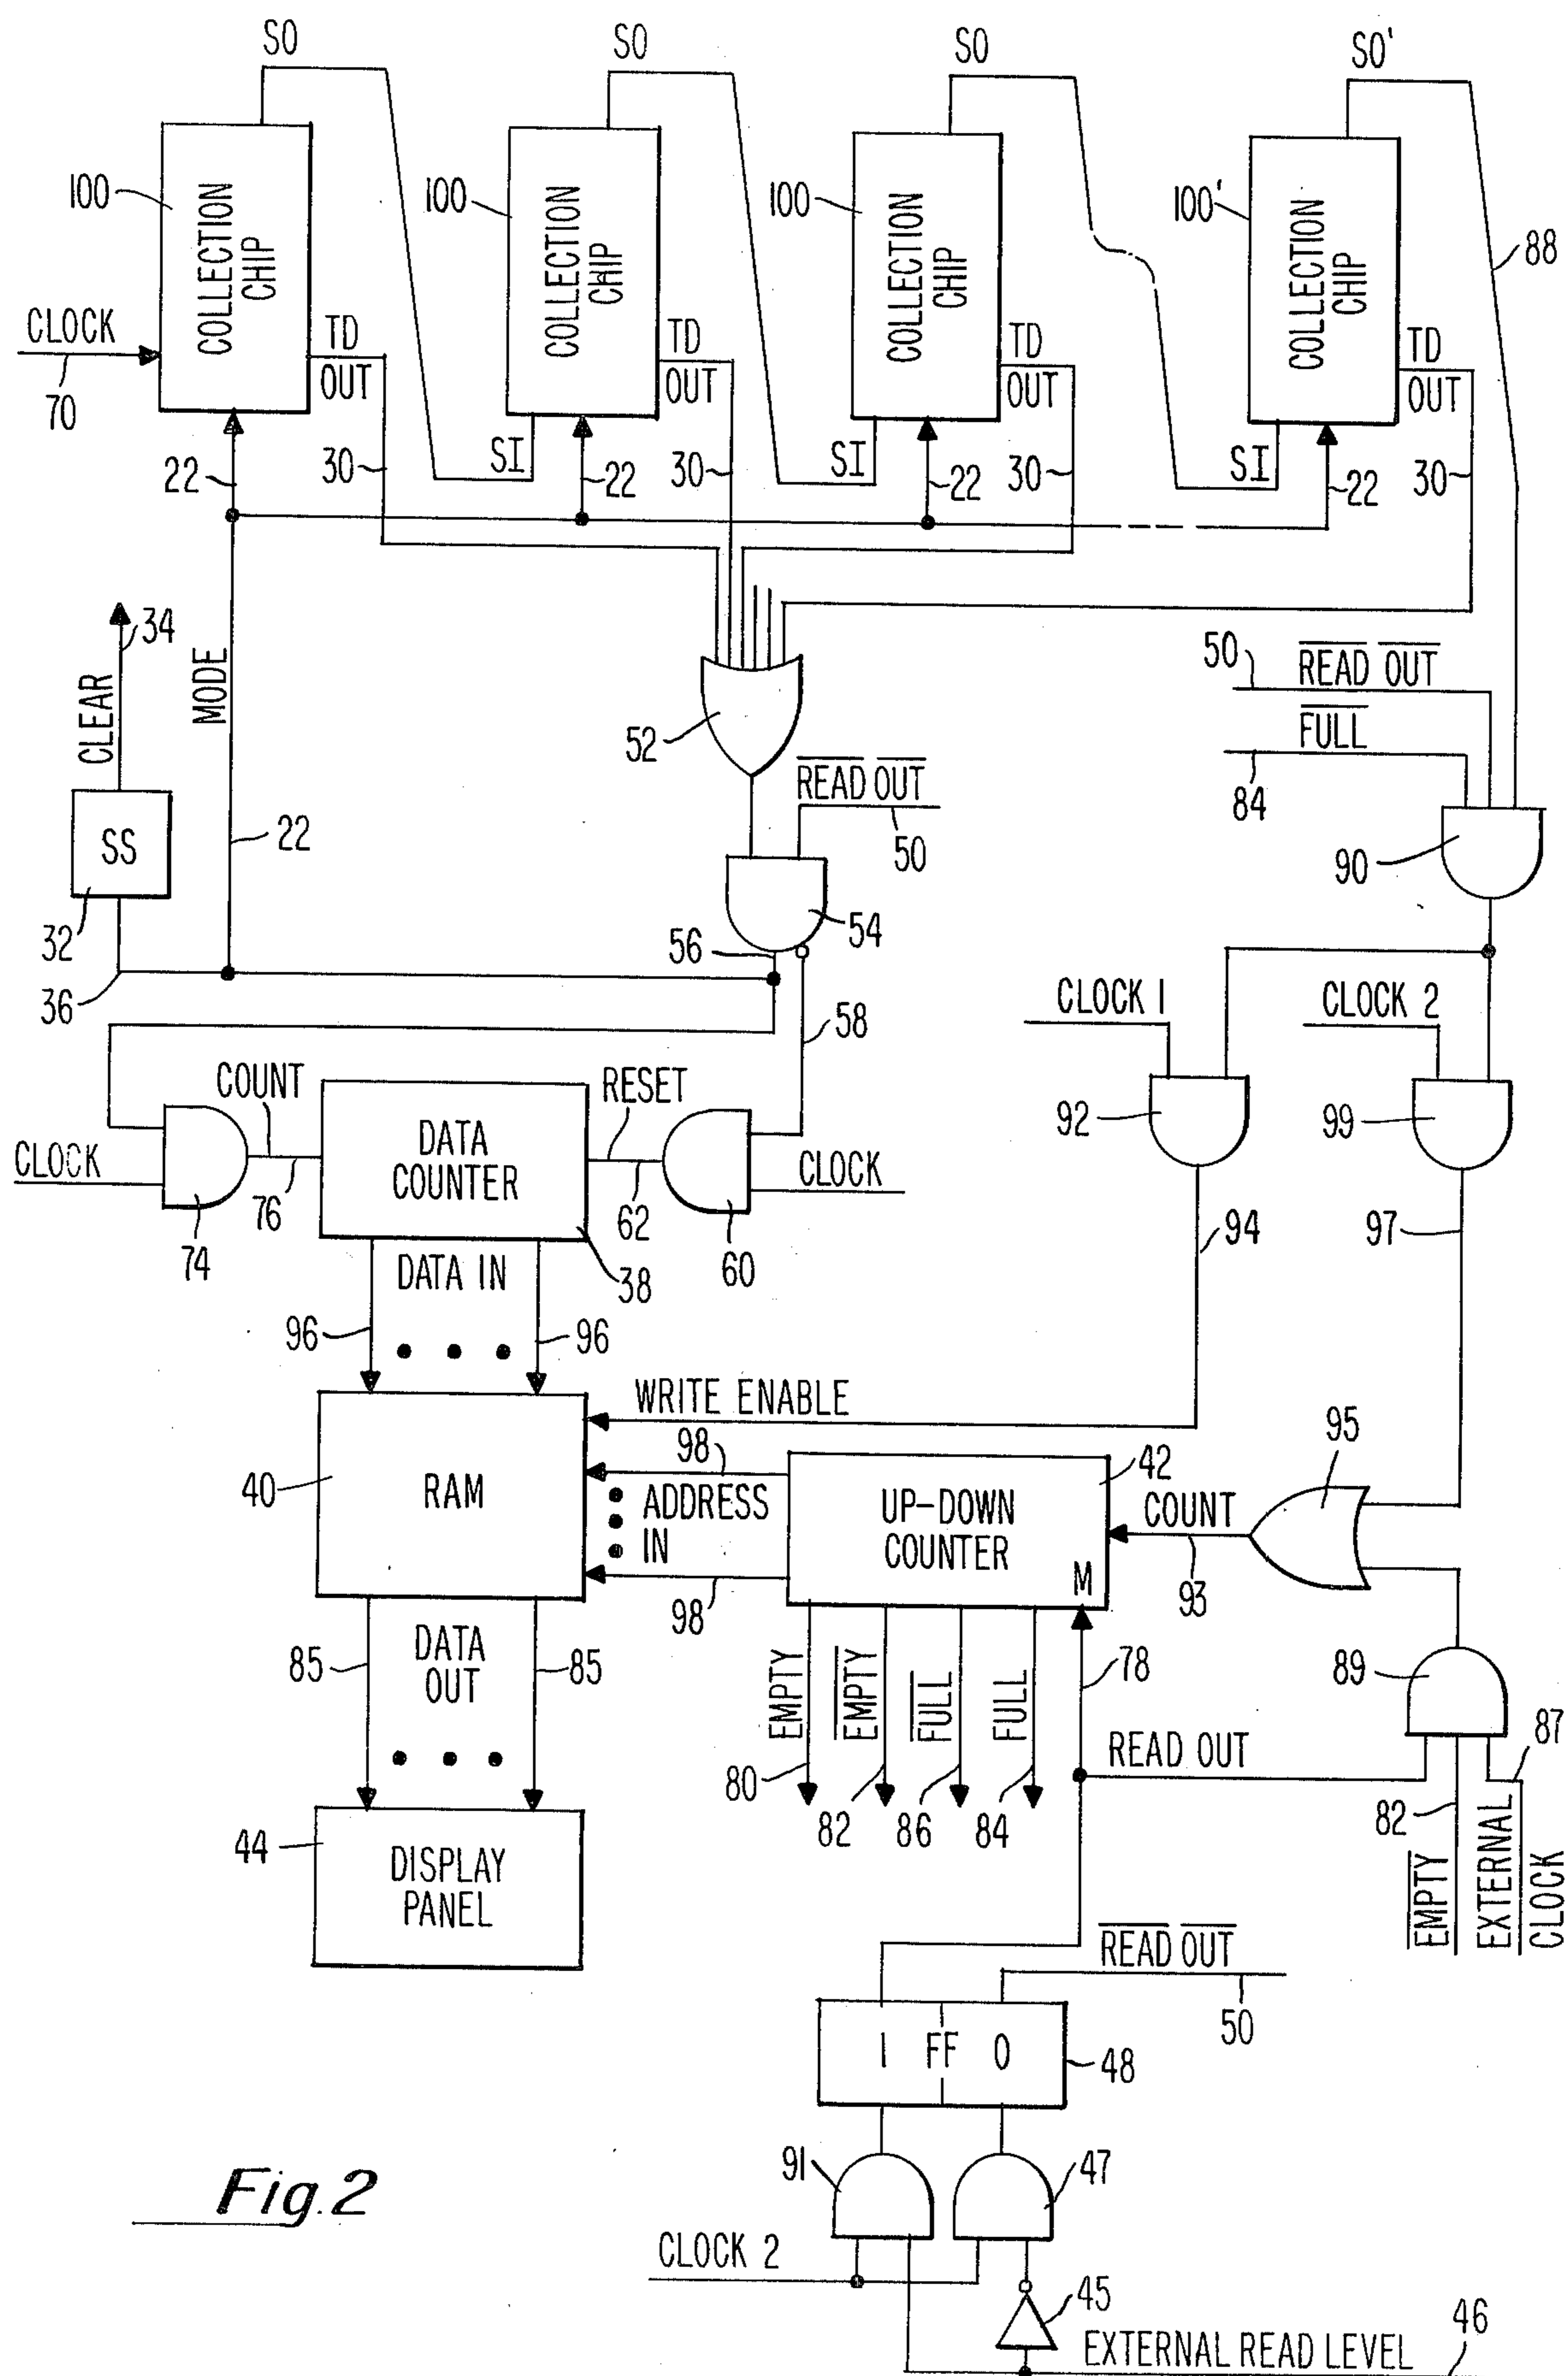 SO SO SO SO'
100 COLLECTION CHIP
100 COLLECTION CHIP
100 COLLECTION CHIP
100' COLLECTION CHIP
88
CLOCK
70
TD OUT
TD OUT
TD OUT
TD OUT
SI SI SI
22 30 22 30 22 30 22 30
34
CLEAR
MODE
52
50 READ OUT
FULL
84
READ OUT
50
SS
22
90
32
54
56
36
58
CLOCK 1
CLOCK 2
COUNT
RESET
92
99
DATA COUNTER
CLOCK
CLOCK
74
76
62
60
94
97
DATA IN
38
96
96
WRITE ENABLE
95
98
42
40
RAM
ADDRESS IN
UP-DOWN COUNTER
COUNT
M
93
98
85
DATA OUT
85
EMPTY
EMPTY
FULL
FULL
78
89
READ OUT
87
80
82
86
84
82
EMPTY
EXTERNAL CLOCK
44
DISPLAY PANEL
READ OUT
50
1 FF 0
48
91
47
Fig.2
CLOCK 2
45
EXTERNAL READ LEVEL
46